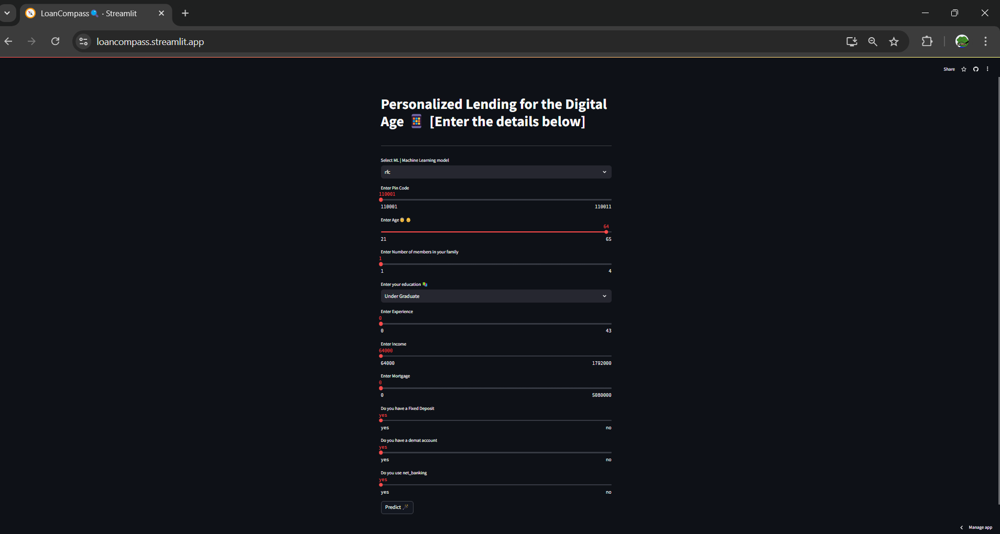 LoanCompass🔍 · Streamlit
loancompass.streamlit.app
Share
Personalized Lending for the Digital
Age 📱 [Enter the details below]
Select ML | Machine Learning model
rfc
Enter Pin Code
110001
110001 110011
Enter Age
64
21 65
Enter Number of members in your family
1
1 4
Enter your education
Under Graduate
Enter Experience
0
0 43
Enter Income
64000
64000 1792000
Enter Mortgage
0
0 5080000
Do you have a Fixed Deposit
yes
yes no
Do you have a demat account
yes
yes no
Do you use net_banking
yes
yes no
Predict
Manage app